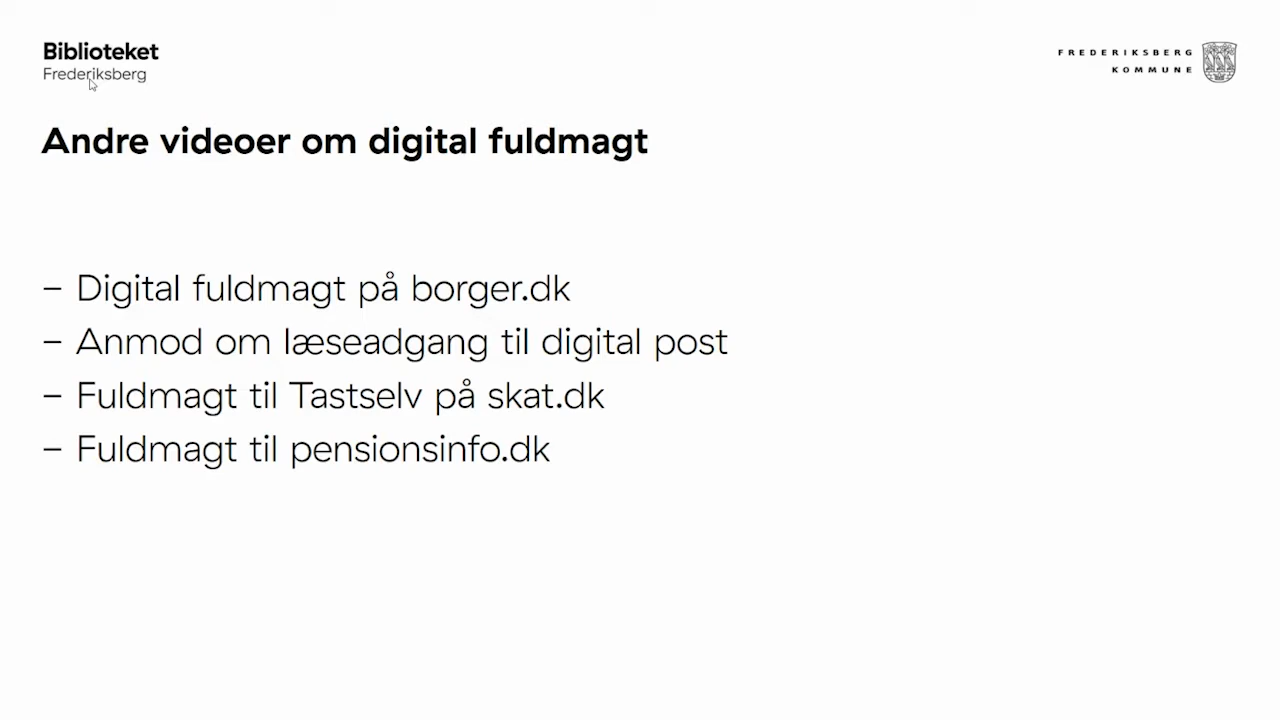 Biblioteket
Frederiksberg
FREDERIKSBERG
KOMMUNE
Andre videoer om digital fuldmagt
– Digital fuldmagt på borger.dk
– Anmod om læseadgang til digital post
– Fuldmagt til Tastselv på skat.dk
– Fuldmagt til pensionsinfo.dk